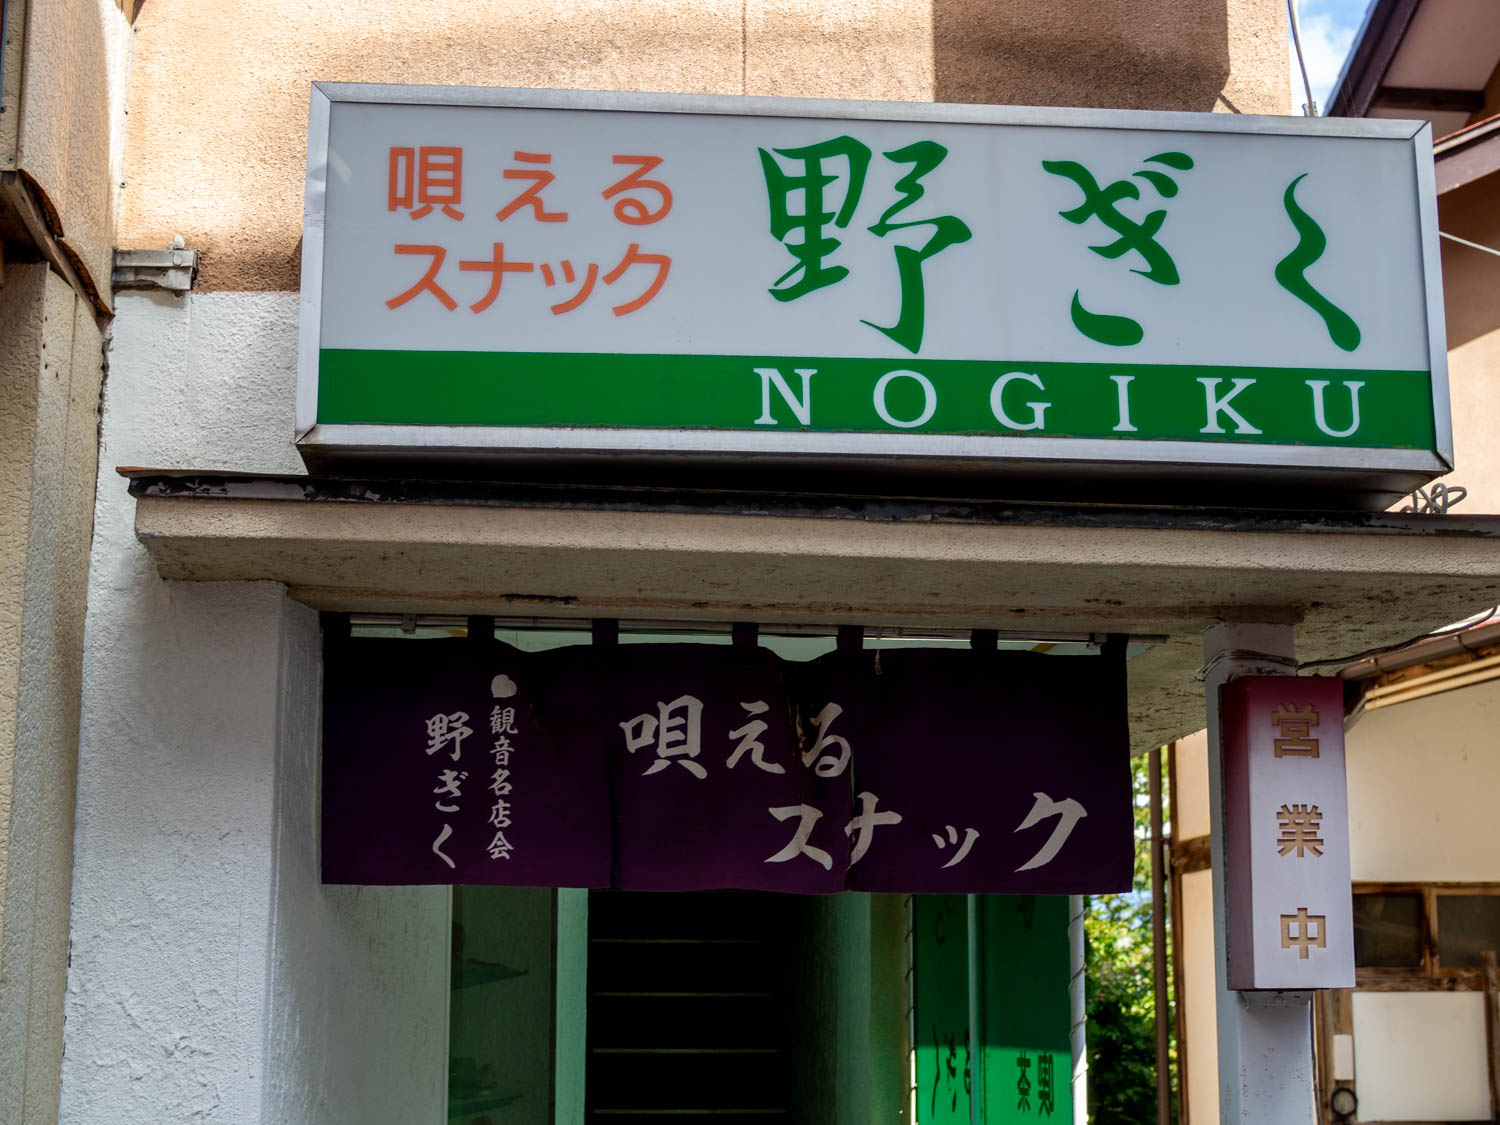 唄える
スナック
野ぎく
NOGIKU
観音名店会
野ぎく
唄える
スナック
営業中